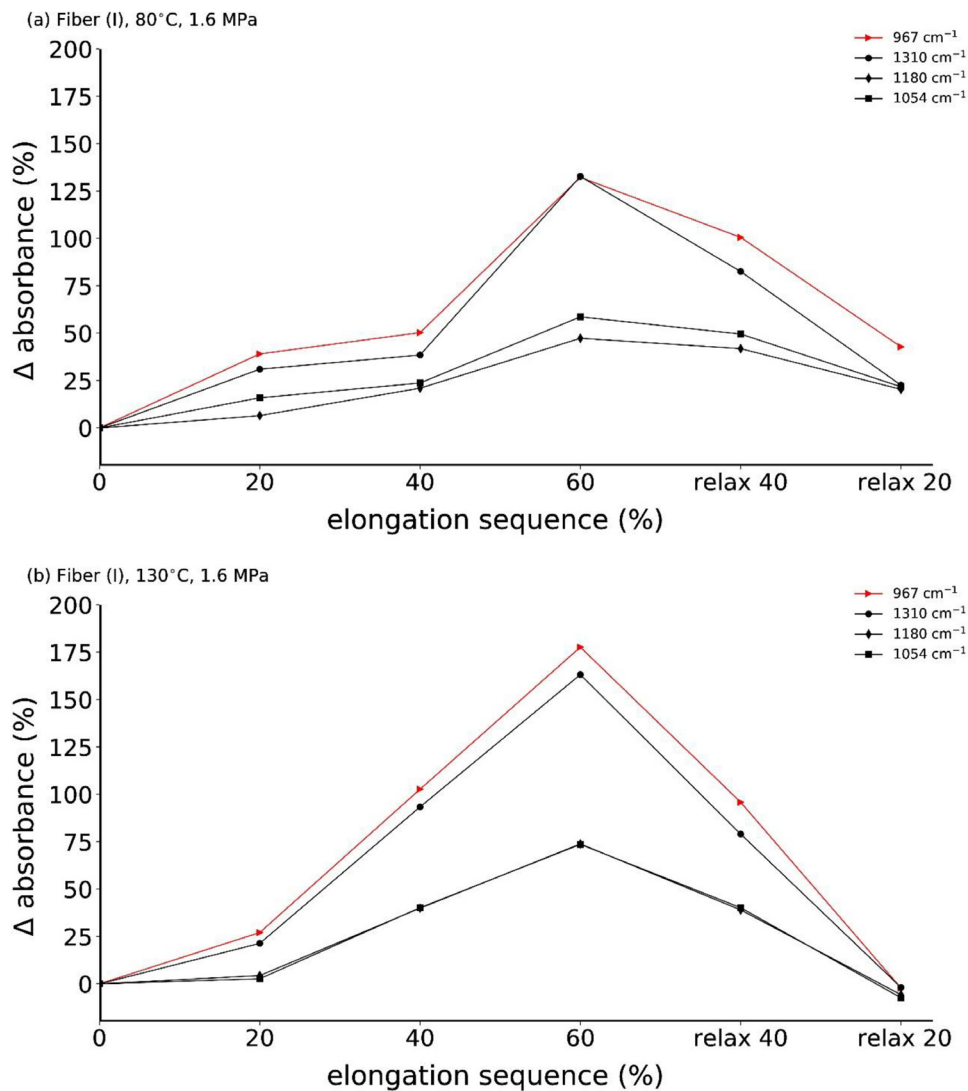 (a) Fiber (I), 80°C, 1.6 MPa
967 cm⁻¹
1310 cm⁻¹
1180 cm⁻¹
1054 cm⁻¹
200
175
150
125
100
75
50
25
0
Δ absorbance (%)
0 20 40 60 relax 40 relax 20
elongation sequence (%)
(b) Fiber (I), 130°C, 1.6 MPa
967 cm⁻¹
1310 cm⁻¹
1180 cm⁻¹
1054 cm⁻¹
200
175
150
125
100
75
50
25
0
Δ absorbance (%)
0 20 40 60 relax 40 relax 20
elongation sequence (%)